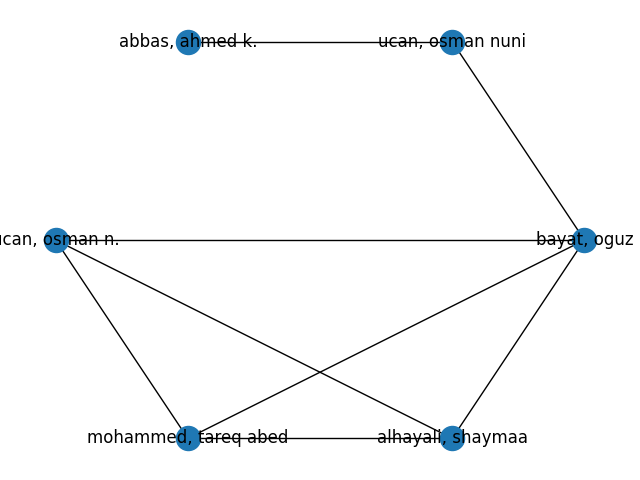 abbas, ahmed k.
ucan, osman nuni
ucan, osman n.
bayat, oguz
mohammed, tareq abed
alhayali, shaymaa